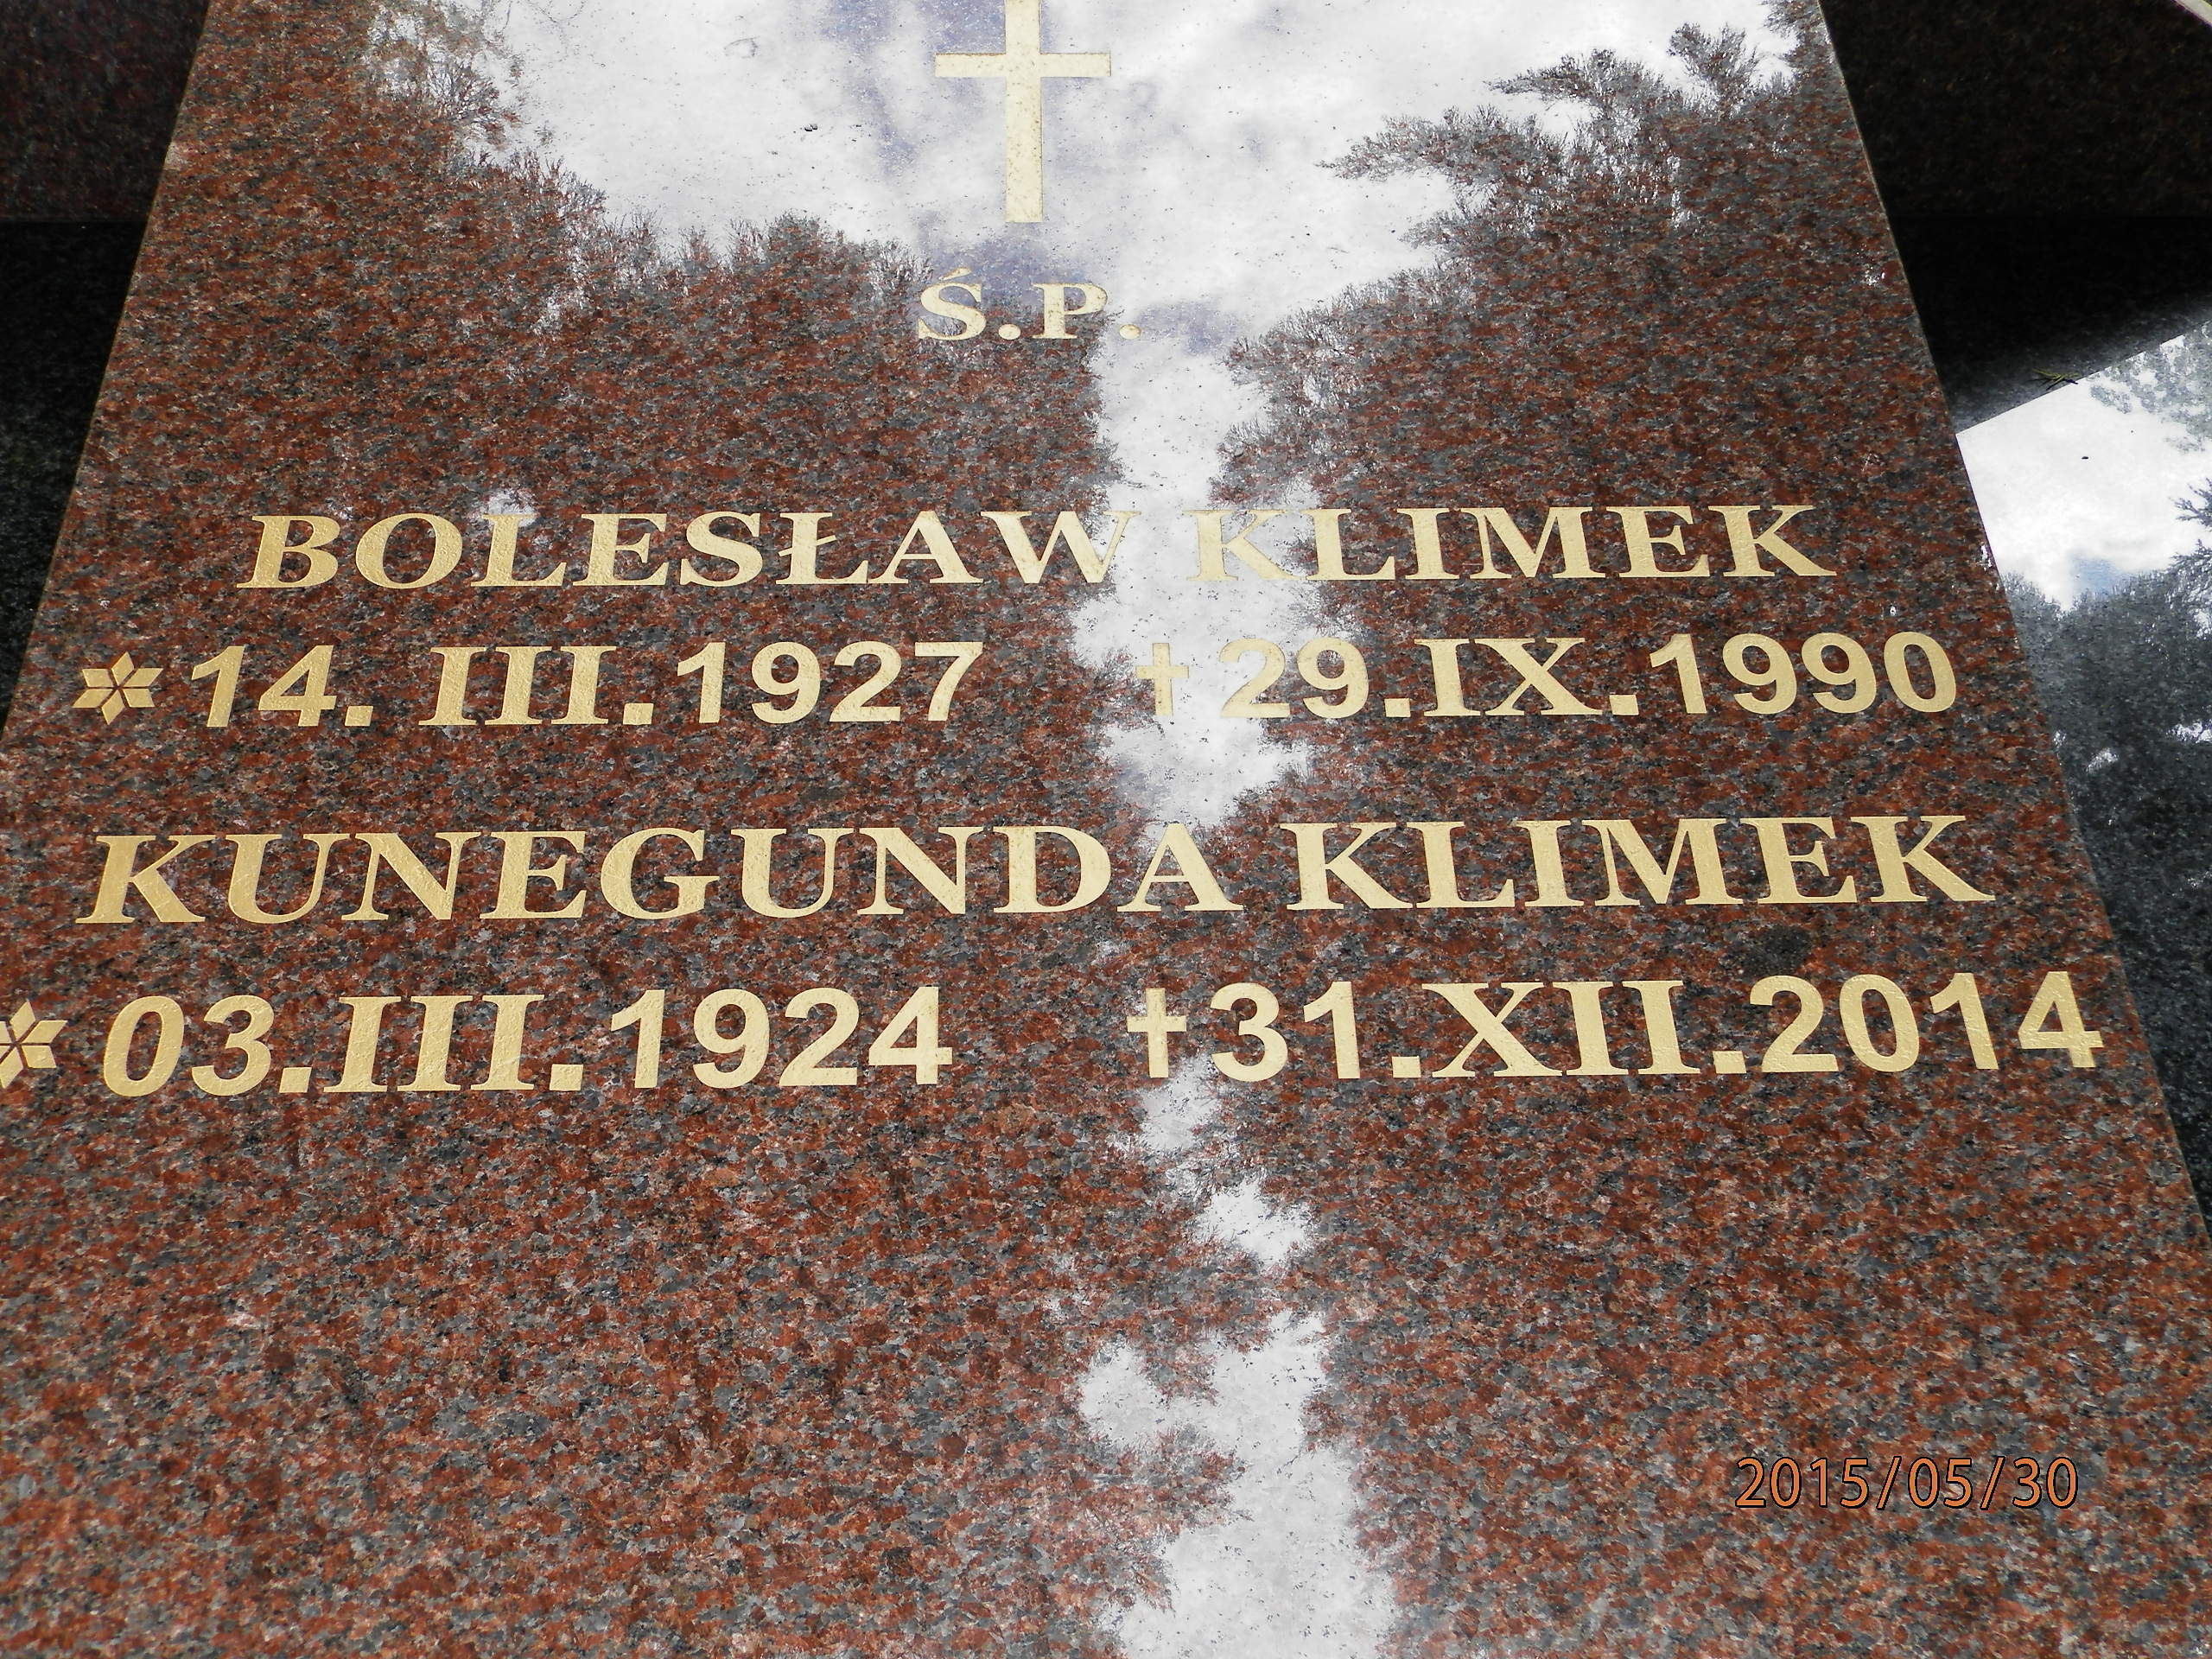 Ś.P.
BOLESŁAW KLIMEK
* 14. III. 1927 † 29.IX.1990
KUNEGUNDA KLIMEK
* 03.III.1924 † 31.XII.2014
2015/05/30